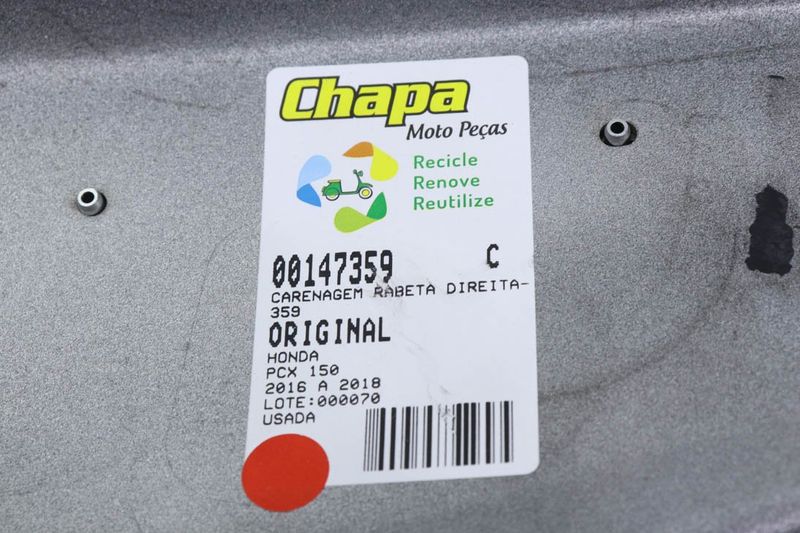 Chapa
Moto Peças
Recicle
Renove
Reutilize
00147359 C
CARENAGEM RABETA DIREITA-
359
ORIGINAL
HONDA
PCX 150
2016 A 2018
LOTE:000070
USADA